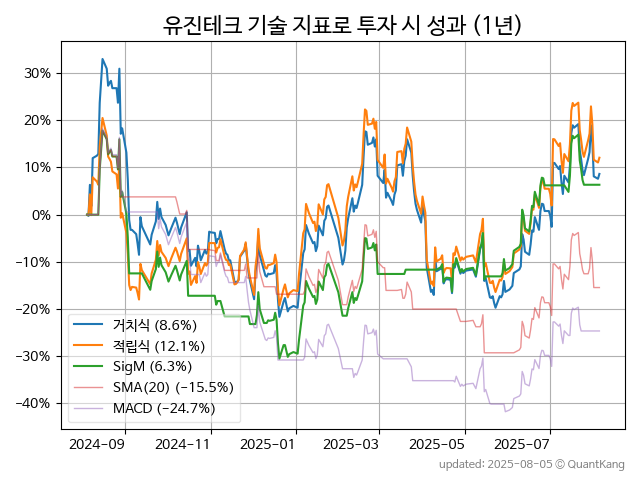 유진테크 기술 지표로 투자 시 성과 (1년)
30%
20%
10%
0%
−10%
−20%
−30%
−40%
거치식 (8.6%)
적립식 (12.1%)
SigM (6.3%)
SMA(20) (−15.5%)
MACD (−24.7%)
2024-09
2024-11
2025-01
2025-03
2025-05
2025-07
updated: 2025-08-05 ⓒ QuantKang